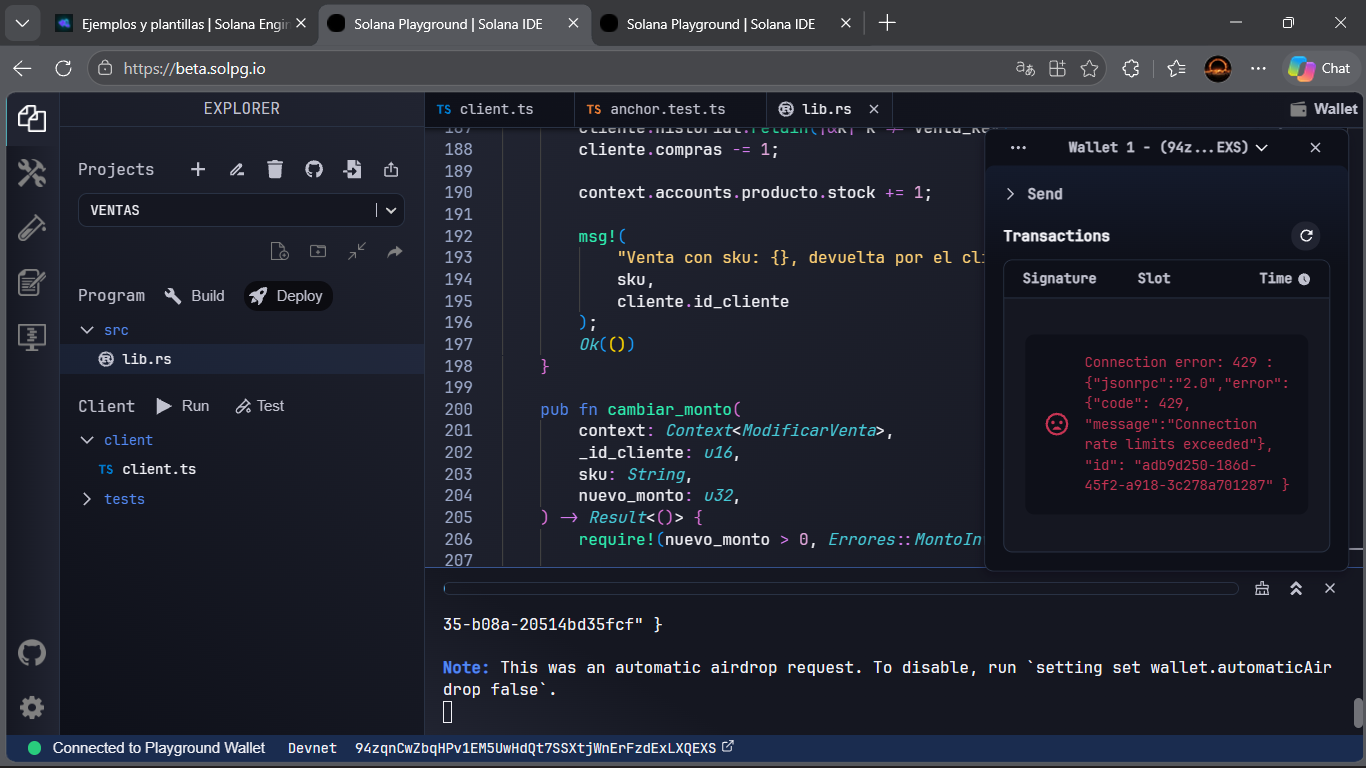 Ejemplos y plantillas | Solana Engin
Solana Playground | Solana IDE
Solana Playground | Solana IDE
https://beta.solpg.io
Chat
EXPLORER
Projects
VENTAS
Program
Build
Deploy
src
lib.rs
Client
Run
Test
client
TS client.ts
tests
TS client.ts
TS anchor.test.ts
lib.rs
Wallet
188 cliente.compras -= 1;
189
190 context.accounts.producto.stock += 1;
191
192 msg!(
193 "Venta con sku: {}, devuelta por el cli
194 sku,
195 cliente.id_cliente
196 );
197 Ok(())
198 }
199
200 pub fn cambiar_monto(
201 context: Context<ModificarVenta>,
202 _id_cliente: u16,
203 sku: String,
204 nuevo_monto: u32,
205 ) -> Result<()> {
206 require!(nuevo_monto > 0, Errores::MontoIn
207
Wallet 1 - (94z...EXS)
Send
Transactions
Signature Slot Time
Connection error: 429 :
{"jsonrpc":"2.0","error":
{"code": 429,
"message":"Connection
rate limits exceeded"},
"id": "adb9d250-186d-
45f2-a918-3c278a701287" }
35-b08a-20514bd35fcf" }
Note: This was an automatic airdrop request. To disable, run `setting set wallet.automaticAir
drop false`.
Connected to Playground Wallet Devnet 94zqnCwZbqHPv1EM5UwHdQt7SSXtjWnErFzdExLXQEXS